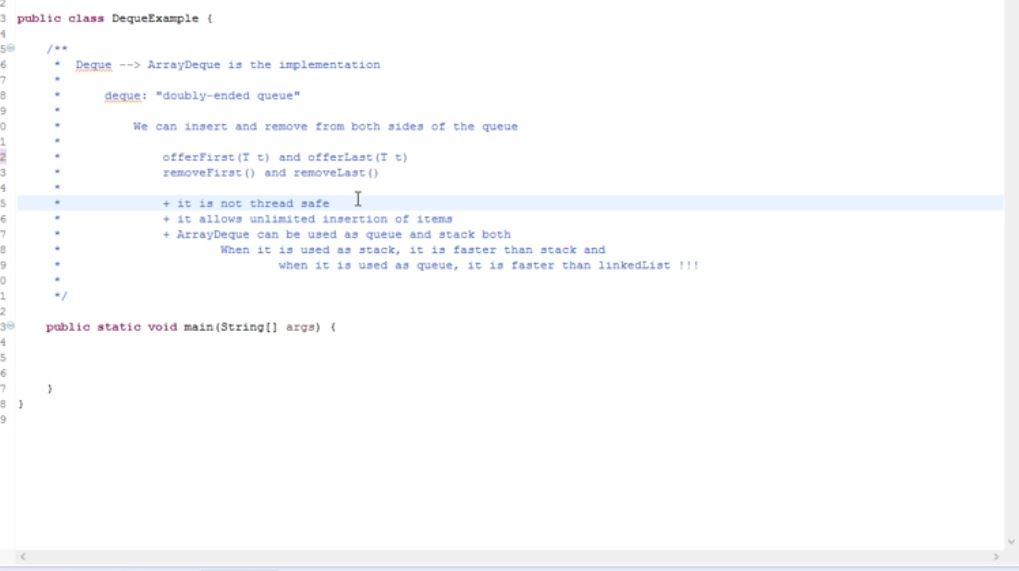 2
3 public class DequeExample {
4
5 /**
6 * Deque --> ArrayDeque is the implementation
7 *
8 * deque: "doubly-ended queue"
9 *
0 * We can insert and remove from both sides of the queue
1 *
2 * offerFirst(T t) and offerLast(T t)
3 * removeFirst() and removeLast()
4 *
5 * + it is not thread safe
6 * + it allows unlimited insertion of items
7 * + ArrayDeque can be used as queue and stack both
8 * When it is used as stack, it is faster than stack and
9 * when it is used as queue, it is faster than linkedList !!!
0 *
1 */
2
3 public static void main(String[] args) {
4
5
6
7 }
8 }
9